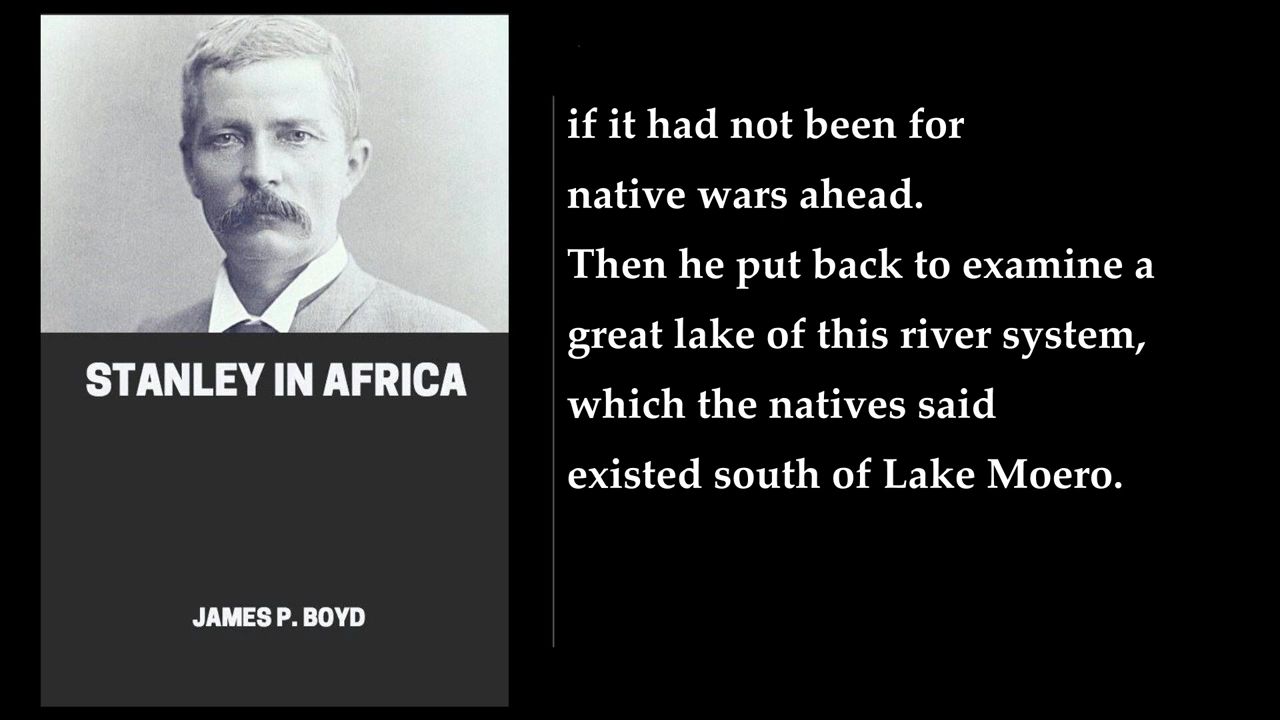 STANLEY IN AFRICA
JAMES P. BOYD
if it had not been for
native wars ahead.
Then he put back to examine a
great lake of this river system,
which the natives said
existed south of Lake Moero.